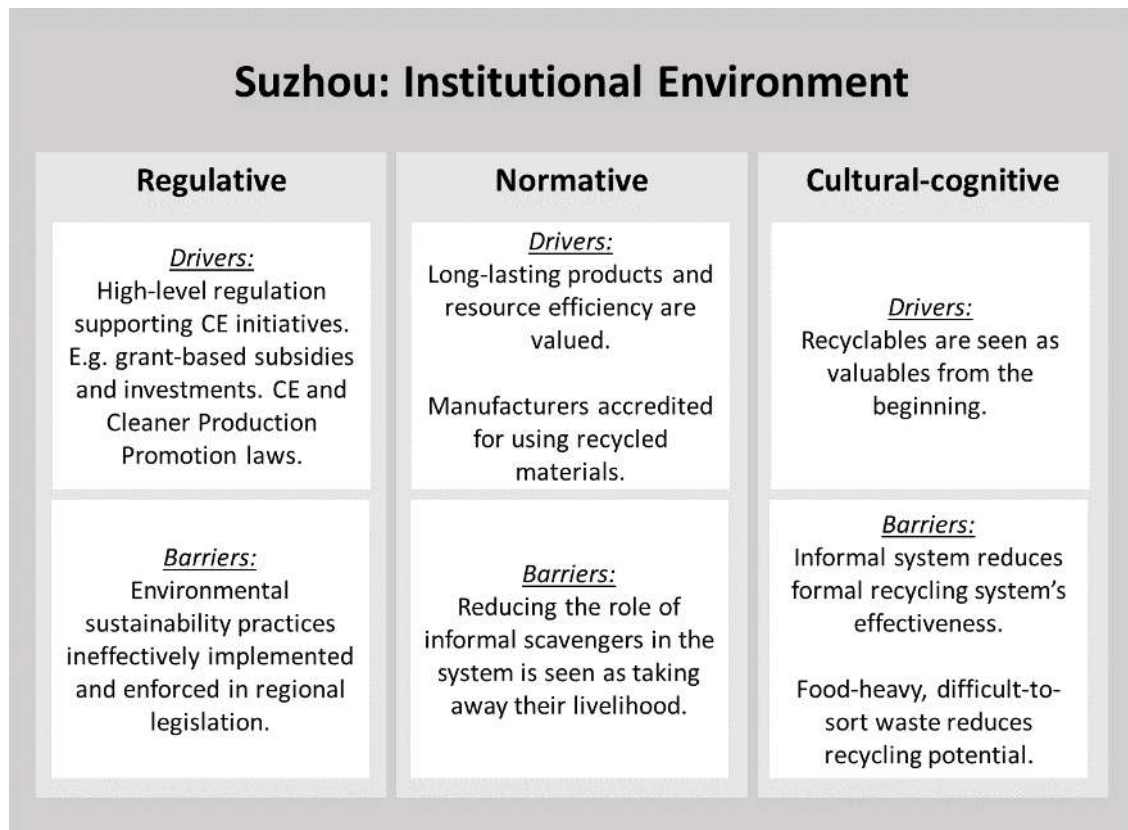 Suzhou: Institutional Environment
Regulative
Drivers:
High-level regulation
supporting CE initiatives.
E.g. grant-based subsidies
and investments. CE and
Cleaner Production
Promotion laws.
Barriers:
Environmental
sustainability practices
ineffectively implemented
and enforced in regional
legislation.
Normative
Drivers:
Long-lasting products and
resource efficiency are
valued.
Manufacturers accredited
for using recycled
materials.
Barriers:
Reducing the role of
informal scavengers in the
system is seen as taking
away their livelihood.
Cultural-cognitive
Drivers:
Recyclables are seen as
valuables from the
beginning.
Barriers:
Informal system reduces
formal recycling system’s
effectiveness.
Food-heavy, difficult-to-
sort waste reduces
recycling potential.